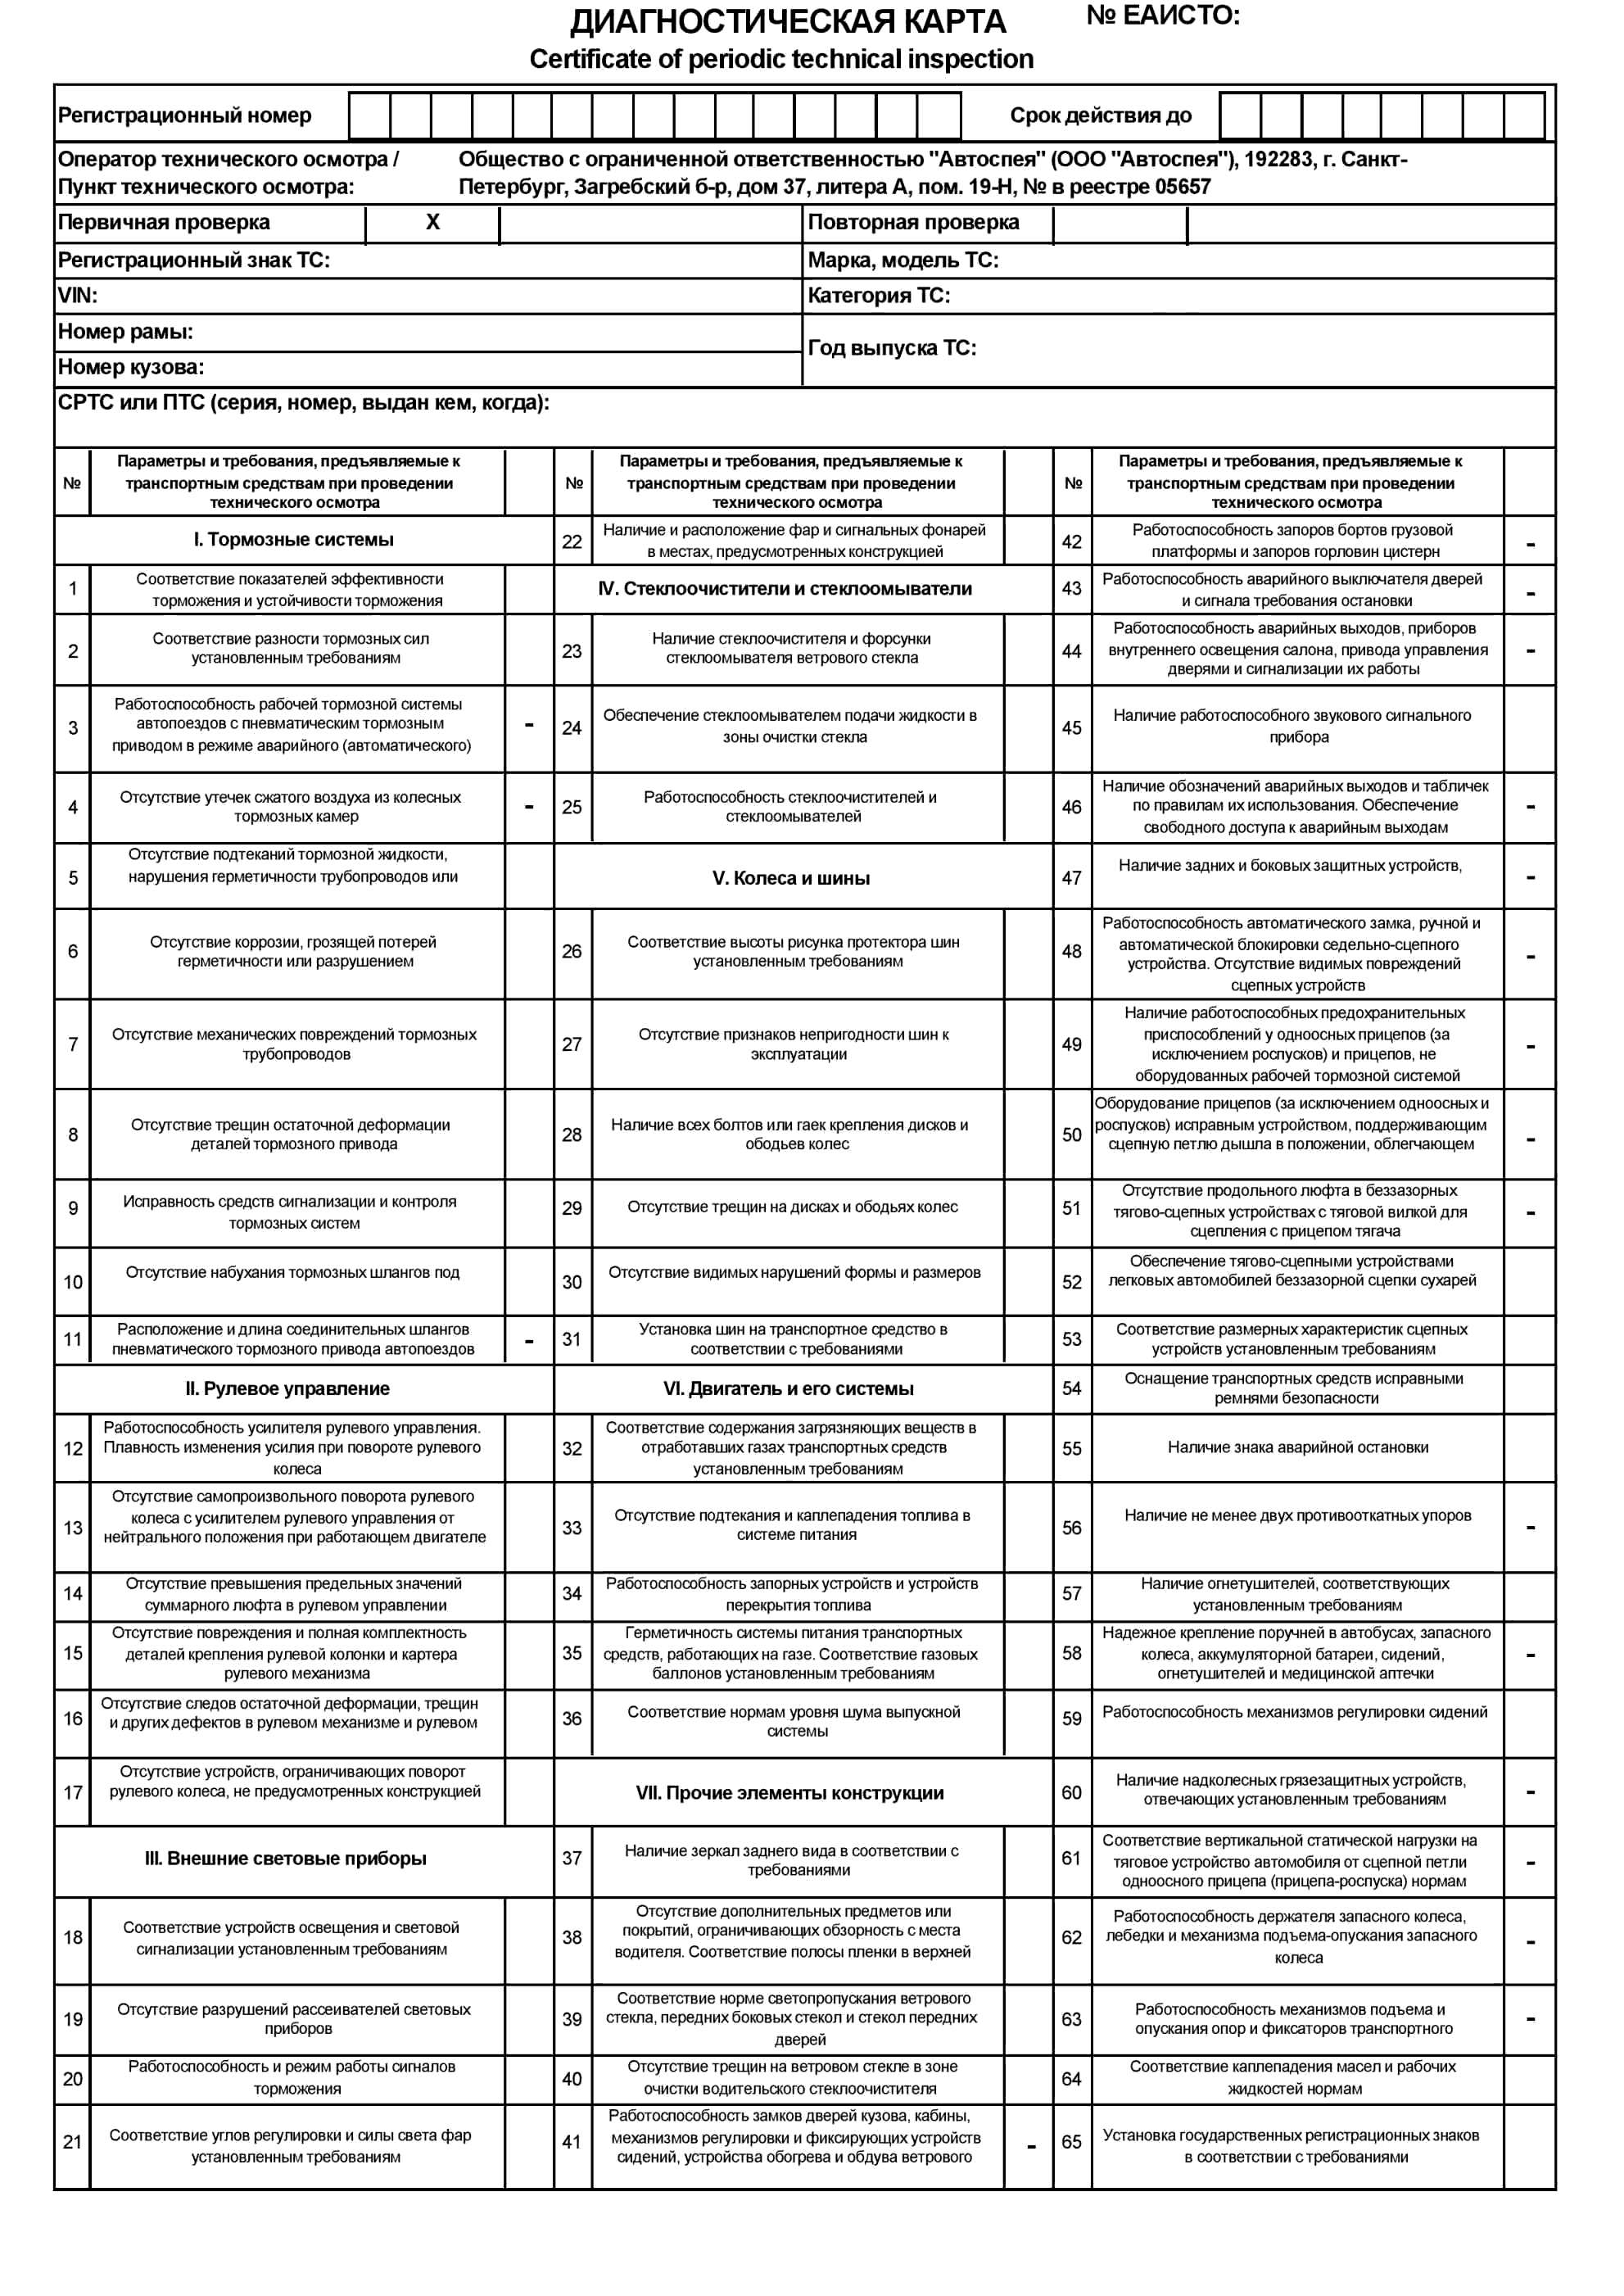 ДИАГНОСТИЧЕСКАЯ КАРТА
№ ЕАИСТО:
Certificate of periodic technical inspection
Регистрационный номер
Срок действия до
Оператор технического осмотра /
Пункт технического осмотра:
Общество с ограниченной ответственностью "Автоспея" (ООО "Автоспея"), 192283, г. Санкт-
Петербург, Загребский б-р, дом 37, литера А, пом. 19-Н, № в реестре 05657
Первичная проверка
X
Повторная проверка
Регистрационный знак ТС:
Марка, модель ТС:
VIN:
Категория ТС:
Номер рамы:
Год выпуска ТС:
Номер кузова:
СРТС или ПТС (серия, номер, выдан кем, когда):
№
Параметры и требования, предъявляемые к
транспортным средствам при проведении
технического осмотра
I. Тормозные системы
1
Соответствие показателей эффективности
торможения и устойчивости торможения
2
Соответствие разности тормозных сил
установленным требованиям
3
Работоспособность рабочей тормозной системы
автопоездов с пневматическим тормозным
приводом в режиме аварийного (автоматического)
-
4
Отсутствие утечек сжатого воздуха из колесных
тормозных камер
-
5
Отсутствие подтеканий тормозной жидкости,
нарушения герметичности трубопроводов или
6
Отсутствие коррозии, грозящей потерей
герметичности или разрушением
7
Отсутствие механических повреждений тормозных
трубопроводов
8
Отсутствие трещин остаточной деформации
деталей тормозного привода
9
Исправность средств сигнализации и контроля
тормозных систем
10
Отсутствие набухания тормозных шлангов под
11
Расположение и длина соединительных шлангов
пневматического тормозного привода автопоездов
-
II. Рулевое управление
12
Работоспособность усилителя рулевого управления.
Плавность изменения усилия при повороте рулевого
колеса
13
Отсутствие самопроизвольного поворота рулевого
колеса с усилителем рулевого управления от
нейтрального положения при работающем двигателе
14
Отсутствие превышения предельных значений
суммарного люфта в рулевом управлении
15
Отсутствие повреждения и полная комплектность
деталей крепления рулевой колонки и картера
рулевого механизма
16
Отсутствие следов остаточной деформации, трещин
и других дефектов в рулевом механизме и рулевом
17
Отсутствие устройств, ограничивающих поворот
рулевого колеса, не предусмотренных конструкцией
III. Внешние световые приборы
18
Соответствие устройств освещения и световой
сигнализации установленным требованиям
19
Отсутствие разрушений рассеивателей световых
приборов
20
Работоспособность и режим работы сигналов
торможения
21
Соответствие углов регулировки и силы света фар
установленным требованиям
№
Параметры и требования, предъявляемые к
транспортным средствам при проведении
технического осмотра
22
Наличие и расположение фар и сигнальных фонарей
в местах, предусмотренных конструкцией
IV. Стеклоочистители и стеклоомыватели
23
Наличие стеклоочистителя и форсунки
стеклоомывателя ветрового стекла
24
Обеспечение стеклоомывателем подачи жидкости в
зоны очистки стекла
25
Работоспособность стеклоочистителей и
стеклоомывателей
V. Колеса и шины
26
Соответствие высоты рисунка протектора шин
установленным требованиям
27
Отсутствие признаков непригодности шин к
эксплуатации
28
Наличие всех болтов или гаек крепления дисков и
ободьев колес
29
Отсутствие трещин на дисках и ободьях колес
30
Отсутствие видимых нарушений формы и размеров
31
Установка шин на транспортное средство в
соответствии с требованиями
VI. Двигатель и его системы
32
Соответствие содержания загрязняющих веществ в
отработавших газах транспортных средств
установленным требованиям
33
Отсутствие подтекания и каплепадения топлива в
системе питания
34
Работоспособность запорных устройств и устройств
перекрытия топлива
35
Герметичность системы питания транспортных
средств, работающих на газе. Соответствие газовых
баллонов установленным требованиям
36
Соответствие нормам уровня шума выпускной
системы
VII. Прочие элементы конструкции
37
Наличие зеркал заднего вида в соответствии с
требованиями
38
Отсутствие дополнительных предметов или
покрытий, ограничивающих обзорность с места
водителя. Соответствие полосы пленки в верхней
39
Соответствие норме светопропускания ветрового
стекла, передних боковых стекол и стекол передних
дверей
40
Отсутствие трещин на ветровом стекле в зоне
очистки водительского стеклоочистителя
41
Работоспособность замков дверей кузова, кабины,
механизмов регулировки и фиксирующих устройств
сидений, устройства обогрева и обдува ветрового
-
№
Параметры и требования, предъявляемые к
транспортным средствам при проведении
технического осмотра
42
Работоспособность запоров бортов грузовой
платформы и запоров горловин цистерн
-
43
Работоспособность аварийного выключателя дверей
и сигнала требования остановки
-
44
Работоспособность аварийных выходов, приборов
внутреннего освещения салона, привода управления
дверями и сигнализации их работы
-
45
Наличие работоспособного звукового сигнального
прибора
46
Наличие обозначений аварийных выходов и табличек
по правилам их использования. Обеспечение
свободного доступа к аварийным выходам
-
47
Наличие задних и боковых защитных устройств,
-
48
Работоспособность автоматического замка, ручной и
автоматической блокировки седельно-сцепного
устройства. Отсутствие видимых повреждений
сцепных устройств
-
49
Наличие работоспособных предохранительных
приспособлений у одноосных прицепов (за
исключением роспусков) и прицепов, не
оборудованных рабочей тормозной системой
-
50
Оборудование прицепов (за исключением одноосных и
роспусков) исправным устройством, поддерживающим
сцепную петлю дышла в положении, облегчающем
-
51
Отсутствие продольного люфта в беззазорных
тягово-сцепных устройствах с тяговой вилкой для
сцепления с прицепом тягача
-
52
Обеспечение тягово-сцепными устройствами
легковых автомобилей беззазорной сцепки сухарей
53
Соответствие размерных характеристик сцепных
устройств установленным требованиям
54
Оснащение транспортных средств исправными
ремнями безопасности
55
Наличие знака аварийной остановки
56
Наличие не менее двух противооткатных упоров
-
57
Наличие огнетушителей, соответствующих
установленным требованиям
58
Надежное крепление поручней в автобусах, запасного
колеса, аккумуляторной батареи, сидений,
огнетушителей и медицинской аптечки
-
59
Работоспособность механизмов регулировки сидений
60
Наличие надколесных грязезащитных устройств,
отвечающих установленным требованиям
-
61
Соответствие вертикальной статической нагрузки на
тяговое устройство автомобиля от сцепной петли
одноосного прицепа (прицепа-роспуска) нормам
-
62
Работоспособность держателя запасного колеса,
лебедки и механизма подъема-опускания запасного
колеса
-
63
Работоспособность механизмов подъема и
опускания опор и фиксаторов транспортного
-
64
Соответствие каплепадения масел и рабочих
жидкостей нормам
65
Установка государственных регистрационных знаков
в соответствии с требованиями